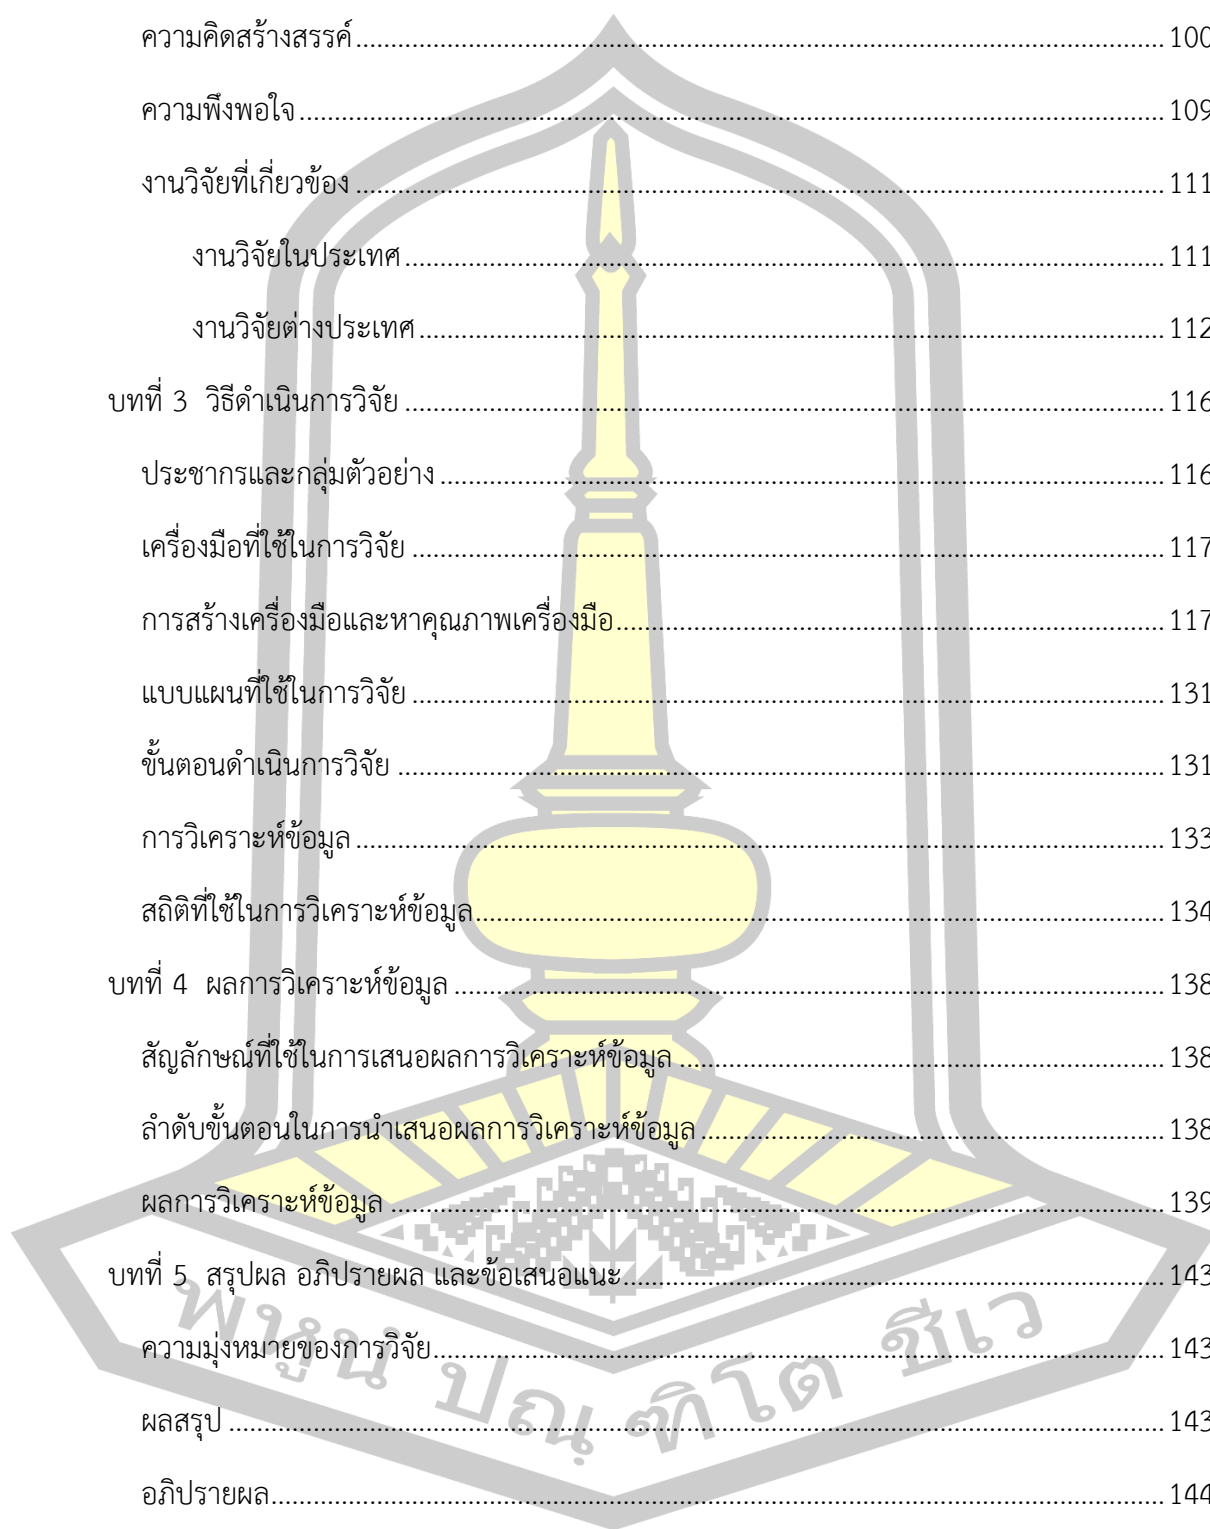 ความคิดสร้างสรรค์ ........ 100
ความพึงพอใจ ........ 109
งานวิจัยที่เกี่ยวข้อง ........ 111
งานวิจัยในประเทศ ........ 111
งานวิจัยต่างประเทศ ........ 112
บทที่ 3 วิธีดำเนินการวิจัย ........ 116
ประชากรและกลุ่มตัวอย่าง ........ 116
เครื่องมือที่ใช้ในการวิจัย ........ 117
การสร้างเครื่องมือและหาคุณภาพเครื่องมือ ........ 117
แบบแผนที่ใช้ในการวิจัย ........ 131
ขั้นตอนดำเนินการวิจัย ........ 131
การวิเคราะห์ข้อมูล ........ 133
สถิติที่ใช้ในการวิเคราะห์ข้อมูล ........ 134
บทที่ 4 ผลการวิเคราะห์ข้อมูล ........ 138
สัญลักษณ์ที่ใช้ในการเสนอผลการวิเคราะห์ข้อมูล ........ 138
ลำดับขั้นตอนในการนำเสนอผลการวิเคราะห์ข้อมูล ........ 138
ผลการวิเคราะห์ข้อมูล ........ 139
บทที่ 5 สรุปผล อภิปรายผล และข้อเสนอแนะ ........ 143
ความมุ่งหมายของการวิจัย ........ 143
ผลสรุป ........ 143
อภิปรายผล ........ 144
พหูนํ ปณฺฑิโต ชีเว